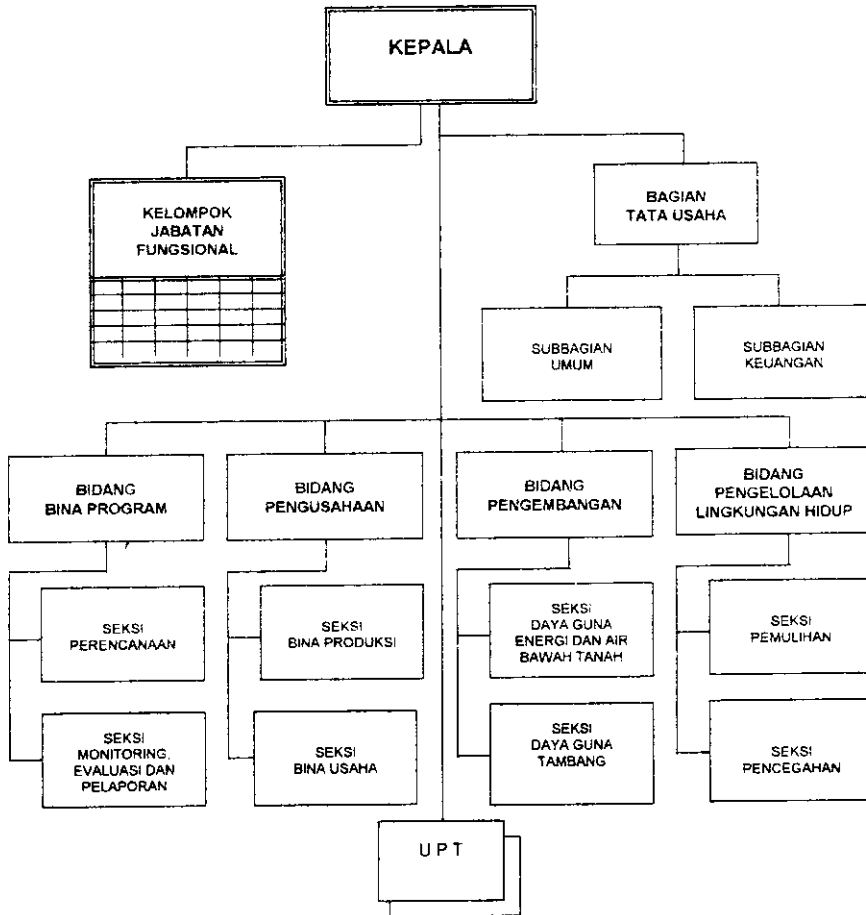 KEPALA
KELOMPOK
JABATAN
FUNGSIONAL
BAGIAN
TATA USAHA
SUBBAGIAN
UMUM
SUBBAGIAN
KEUANGAN
BIDANG
BINA PROGRAM
BIDANG
PENGUSAHAAN
BIDANG
PENGEMBANGAN
BIDANG
PENGELOLAAN
LINGKUNGAN HIDUP
SEKSI
PERENCANAAN
SEKSI
BINA PRODUKSI
SEKSI
DAYA GUNA
ENERGI DAN AIR
BAWAH TANAH
SEKSI
PEMULIHAN
SEKSI
MONITORING,
EVALUASI DAN
PELAPORAN
SEKSI
BINA USAHA
SEKSI
DAYA GUNA
TAMBANG
SEKSI
PENCEGAHAN
U P T